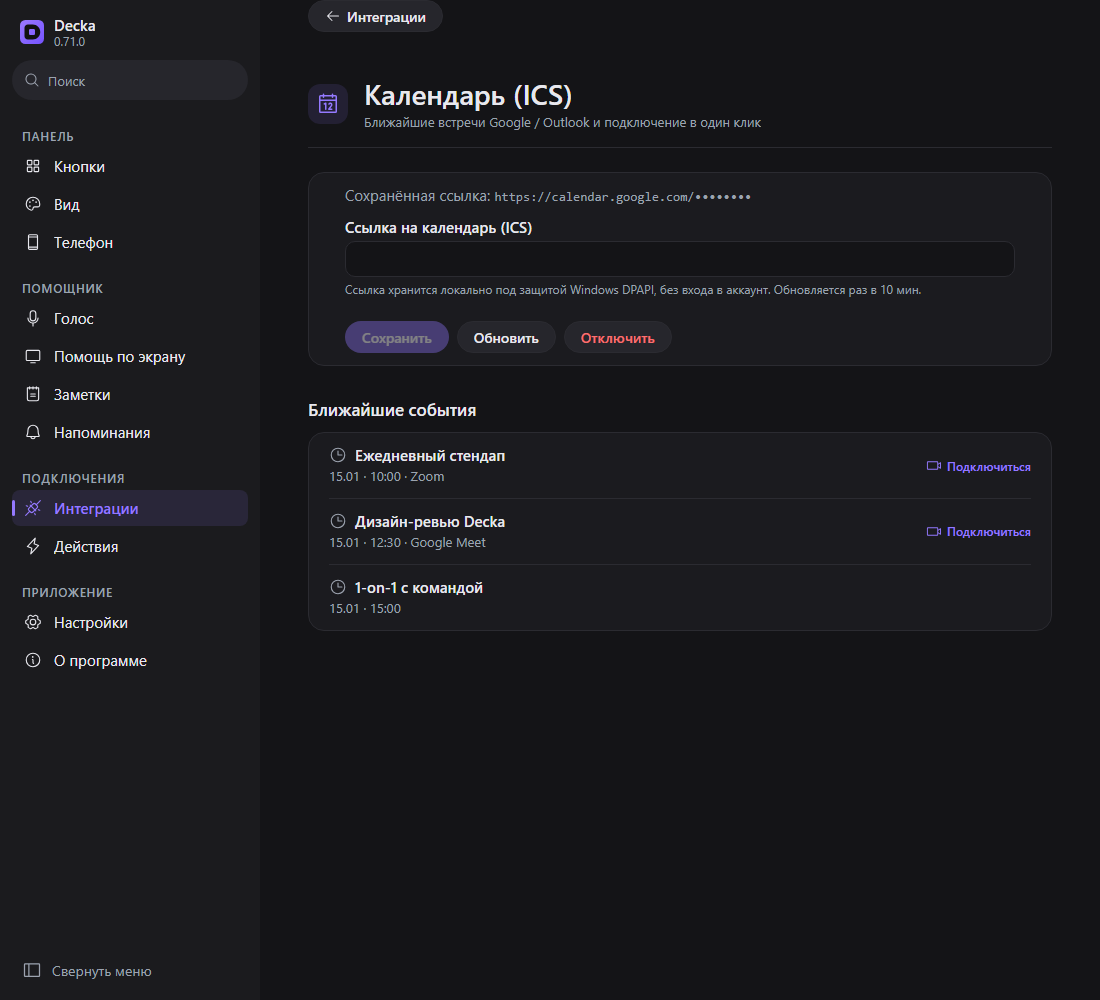 Decka
0.71.0
Поиск
ПАНЕЛЬ
Кнопки
Вид
Телефон
ПОМОЩНИК
Голос
Помощь по экрану
Заметки
Напоминания
ПОДКЛЮЧЕНИЯ
Интеграции
Действия
ПРИЛОЖЕНИЕ
Настройки
О программе
Свернуть меню
← Интеграции
12
Календарь (ICS)
Ближайшие встречи Google / Outlook и подключение в один клик
Сохранённая ссылка: https://calendar.google.com/••••••••
Ссылка на календарь (ICS)
Ссылка хранится локально под защитой Windows DPAPI, без входа в аккаунт. Обновляется раз в 10 мин.
Сохранить Обновить Отключить
Ближайшие события
Ежедневный стендап
15.01 · 10:00 · Zoom
Подключиться
Дизайн-ревью Decka
15.01 · 12:30 · Google Meet
Подключиться
1-on-1 с командой
15.01 · 15:00